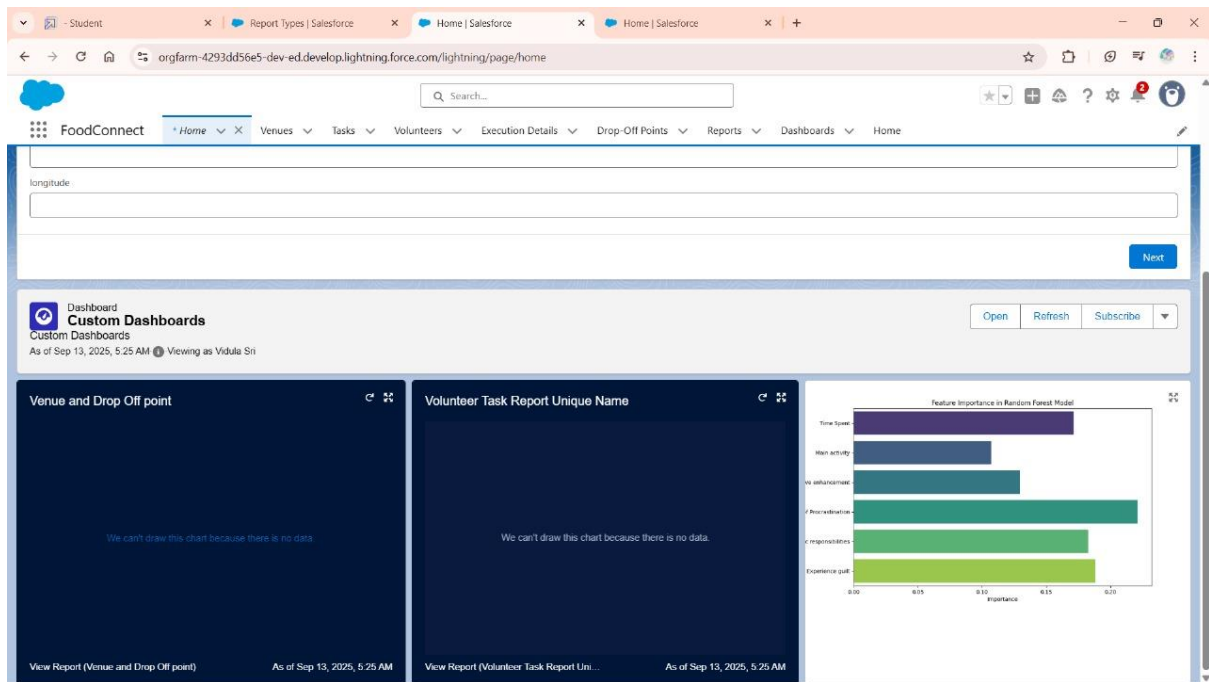 - Student
Report Types | Salesforce
Home | Salesforce
Home | Salesforce
orgfarm-4293dd56e5-dev-ed.develop.lightning.force.com/lightning/page/home
Search...
2
FoodConnect
* Home
Venues
Tasks
Volunteers
Execution Details
Drop-Off Points
Reports
Dashboards
Home
longitude
Next
Dashboard
Custom Dashboards
Custom Dashboards
As of Sep 13, 2025, 5:25 AM Viewing as Vidula Sri
Open
Refresh
Subscribe
Venue and Drop Off point
We can't draw this chart because there is no data.
View Report (Venue and Drop Off point)
As of Sep 13, 2025, 5:25 AM
Volunteer Task Report Unique Name
We can't draw this chart because there is no data.
View Report (Volunteer Task Report Uni...
As of Sep 13, 2025, 5:25 AM
Feature Importance in Random Forest Model
Time Spent
Main activity
enhancement
Procrastination
responsibilities
Experience guilt
0.00 0.05 0.10 0.15 0.20
Importance